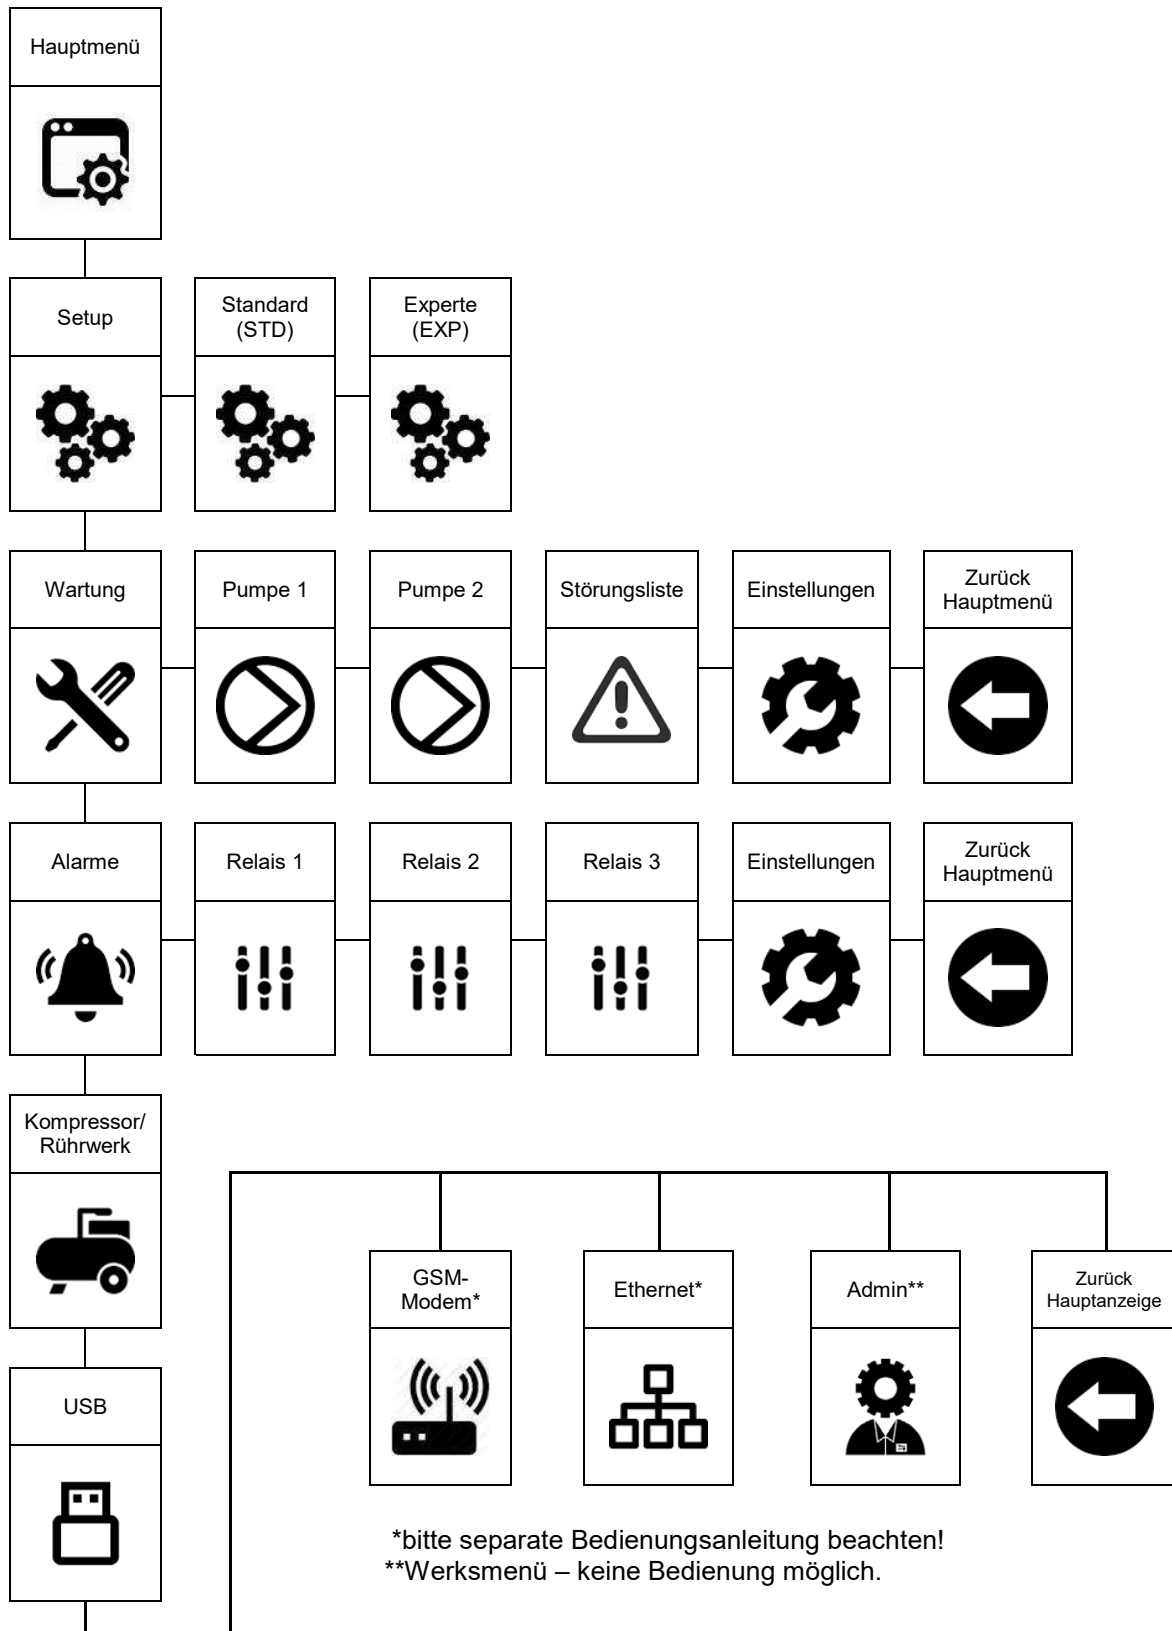 Hauptmenü
Setup
Standard
(STD)
Experte
(EXP)
Wartung
Pumpe 1
Pumpe 2
Störungsliste
Einstellungen
Zurück
Hauptmenü
Alarme
Relais 1
Relais 2
Relais 3
Einstellungen
Zurück
Hauptmenü
Kompressor/
Rührwerk
GSM-
Modem*
Ethernet*
Admin**
Zurück
Hauptanzeige
USB
*bitte separate Bedienungsanleitung beachten!
**Werksmenü – keine Bedienung möglich.